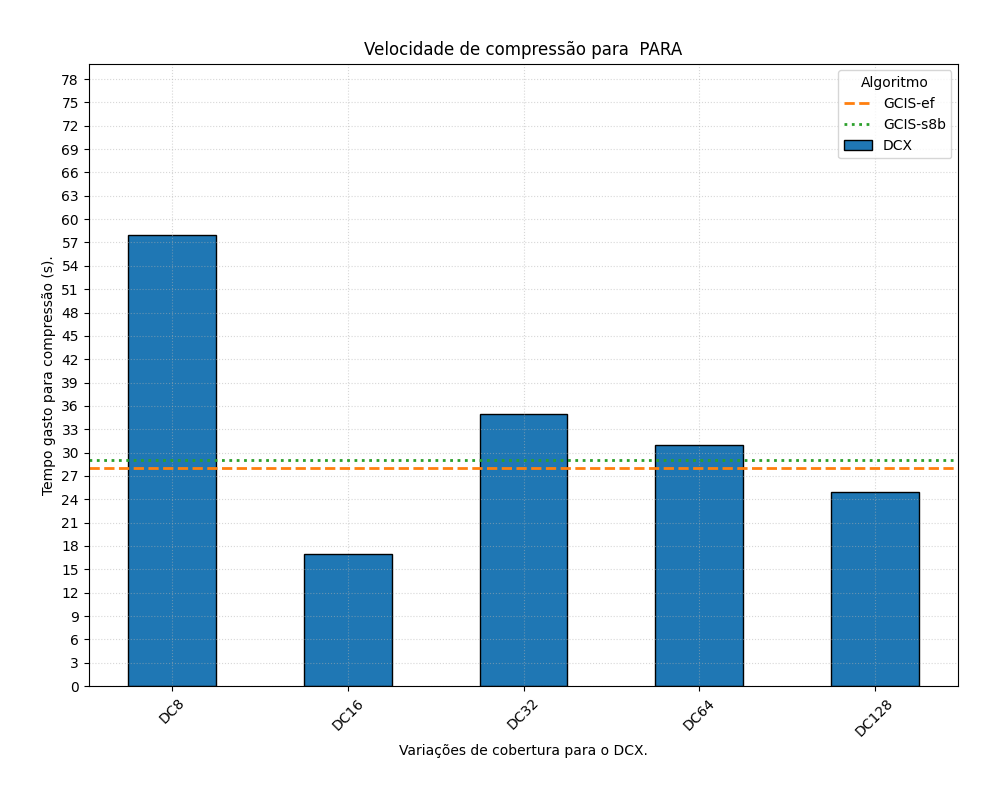 Velocidade de compressão para  PARA
Tempo gasto para compressão (s).
78
75
72
69
66
63
60
57
54
51
48
45
42
39
36
33
30
27
24
21
18
15
12
9
6
3
0
Algoritmo
GCIS-ef
GCIS-s8b
DCX
DC8
DC16
DC32
DC64
DC128
Variações de cobertura para o DCX.